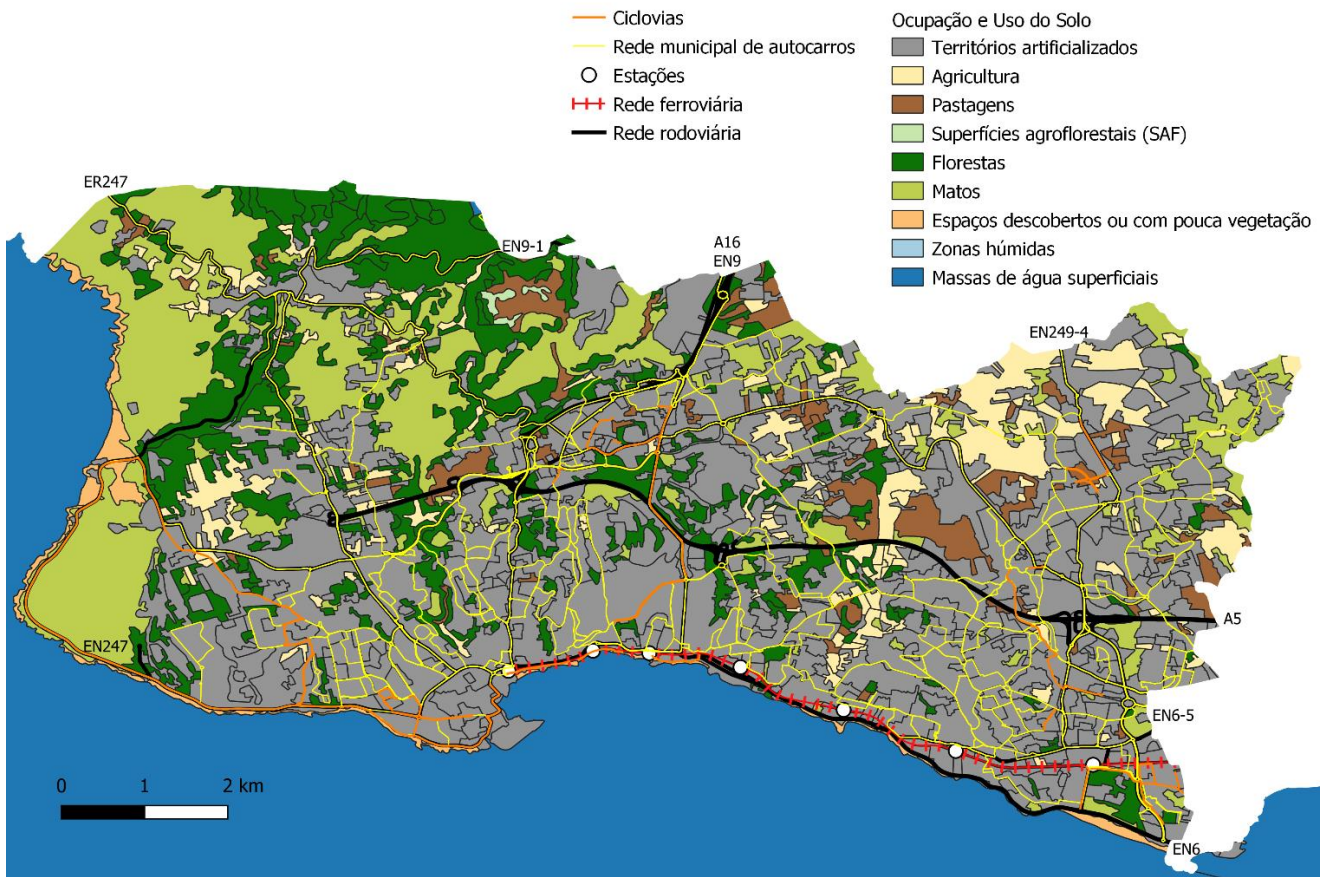 Ciclovias
Rede municipal de autocarros
Estações
Rede ferroviária
Rede rodoviária
Ocupação e Uso do Solo
Territórios artificializados
Agricultura
Pastagens
Superfícies agroflorestais (SAF)
Florestas
Matos
Espaços descobertos ou com pouca vegetação
Zonas húmidas
Massas de água superficiais
ER247
EN9-1
A16
EN9
EN249-4
A5
EN247
EN6-5
EN6
0 1 2 km